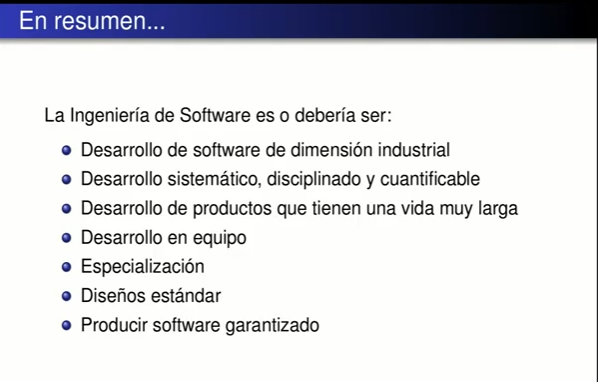 En resumen...
La Ingeniería de Software es o debería ser:
Desarrollo de software de dimensión industrial
Desarrollo sistemático, disciplinado y cuantificable
Desarrollo de productos que tienen una vida muy larga
Desarrollo en equipo
Especialización
Diseños estándar
Producir software garantizado